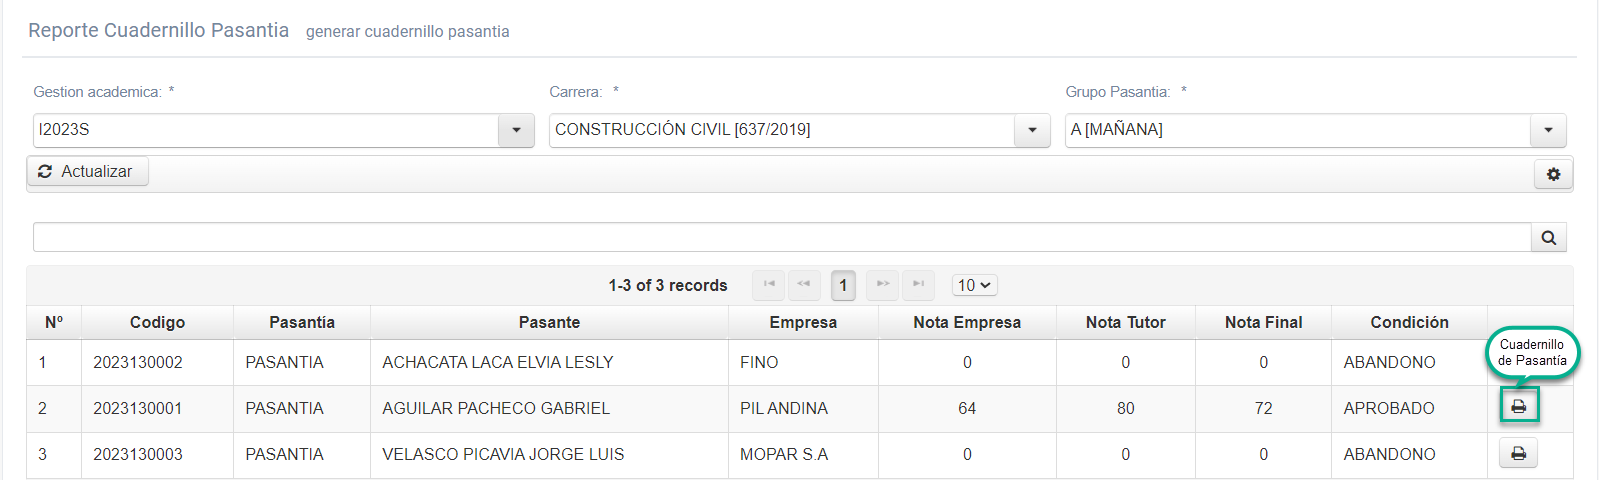 Reporte Cuadernillo Pasantia generar cuadernillo pasantia
Gestion academica: * Carrera: * Grupo Pasantia: *
I2023S CONSTRUCCIÓN CIVIL [637/2019] A [MAÑANA]
Actualizar
1-3 of 3 records 1 10
Nº Codigo Pasantía Pasante Empresa Nota Empresa Nota Tutor Nota Final Condición
Cuadernillo
de Pasantía
1 2023130002 PASANTIA ACHACATA LACA ELVIA LESLY FINO 0 0 0 ABANDONO
2 2023130001 PASANTIA AGUILAR PACHECO GABRIEL PIL ANDINA 64 80 72 APROBADO
3 2023130003 PASANTIA VELASCO PICAVIA JORGE LUIS MOPAR S.A 0 0 0 ABANDONO